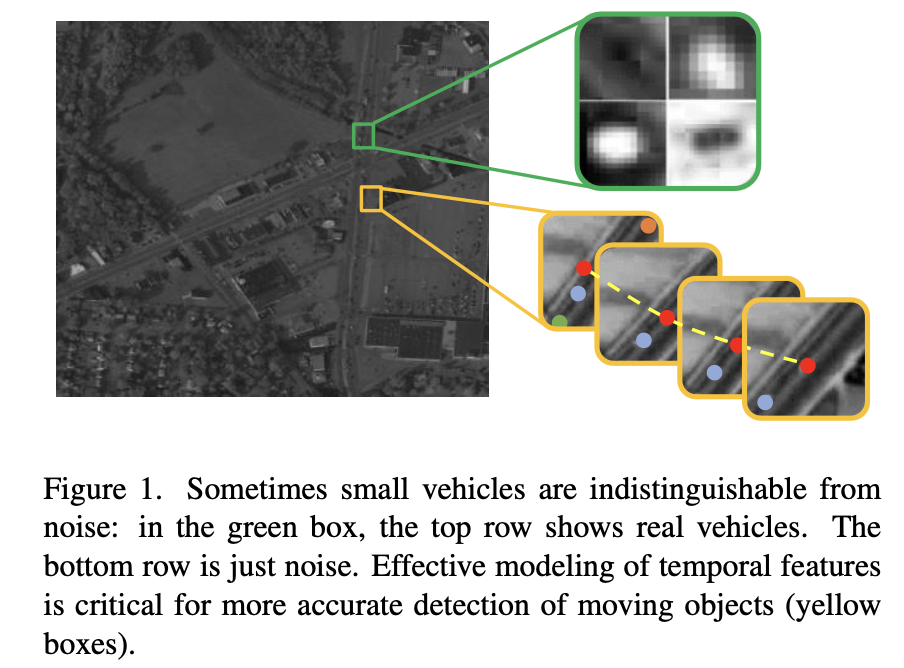 Figure 1. Sometimes small vehicles are indistinguishable from
noise: in the green box, the top row shows real vehicles. The
bottom row is just noise. Effective modeling of temporal features
is critical for more accurate detection of moving objects (yellow
boxes).